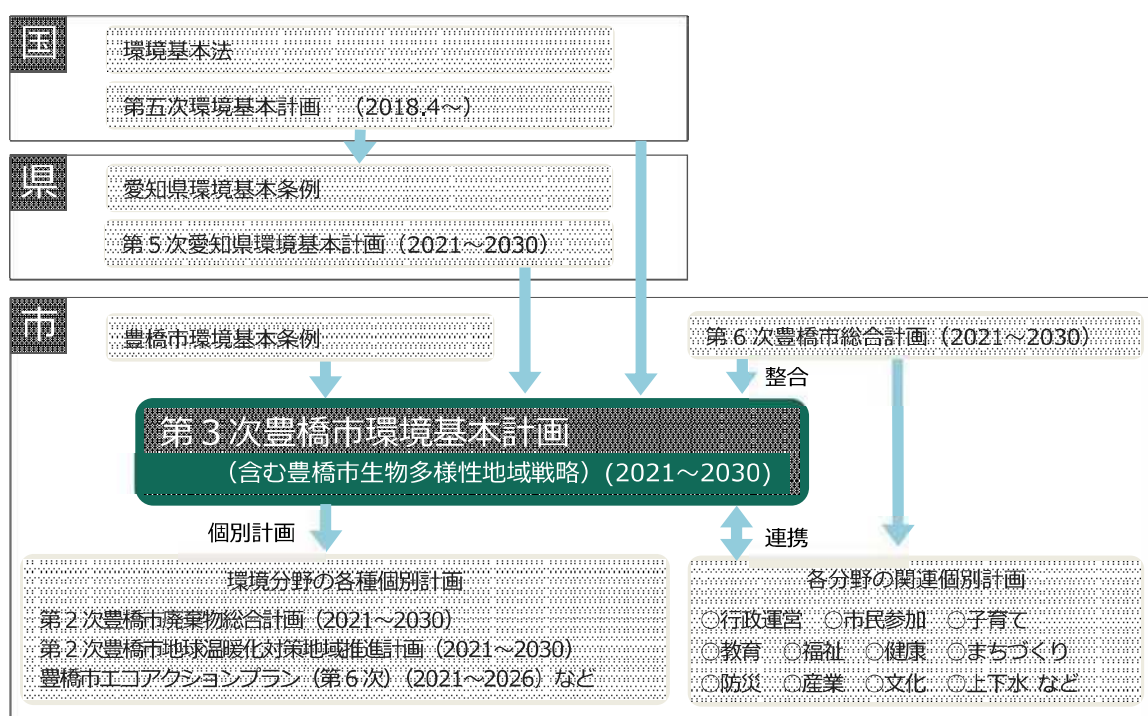 国
環境基本法
第五次環境基本計画 （2018.4～）
県
愛知県環境基本条例
第５次愛知県環境基本計画（2021～2030）
市
豊橋市環境基本条例
第６次豊橋市総合計画（2021～2030）
整合
第３次豊橋市環境基本計画
（含む豊橋市生物多様性地域戦略）(2021～2030)
個別計画
連携
環境分野の各種個別計画
第２次豊橋市廃棄物総合計画（2021～2030）
第２次豊橋市地球温暖化対策地域推進計画（2021～2030）
豊橋市エコアクションプラン（第６次）（2021～2026）など
各分野の関連個別計画
○行政運営 ○市民参加 ○子育て
○教育 ○福祉 ○健康 ○まちづくり
○防災 ○産業 ○文化 ○上下水 など